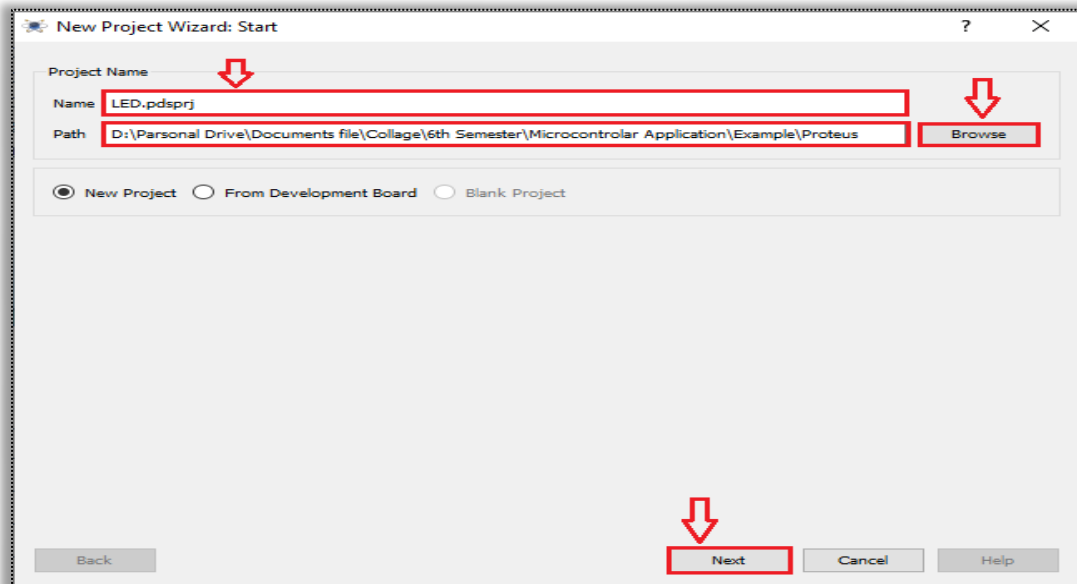 New Project Wizard: Start ?
Project Name
Name LED.pdsprj
Path D:\Parsonal Drive\Documents file\Collage\6th Semester\Microcontrolar Application\Example\Proteus Browse
New Project From Development Board Blank Project
Back Next Cancel Help